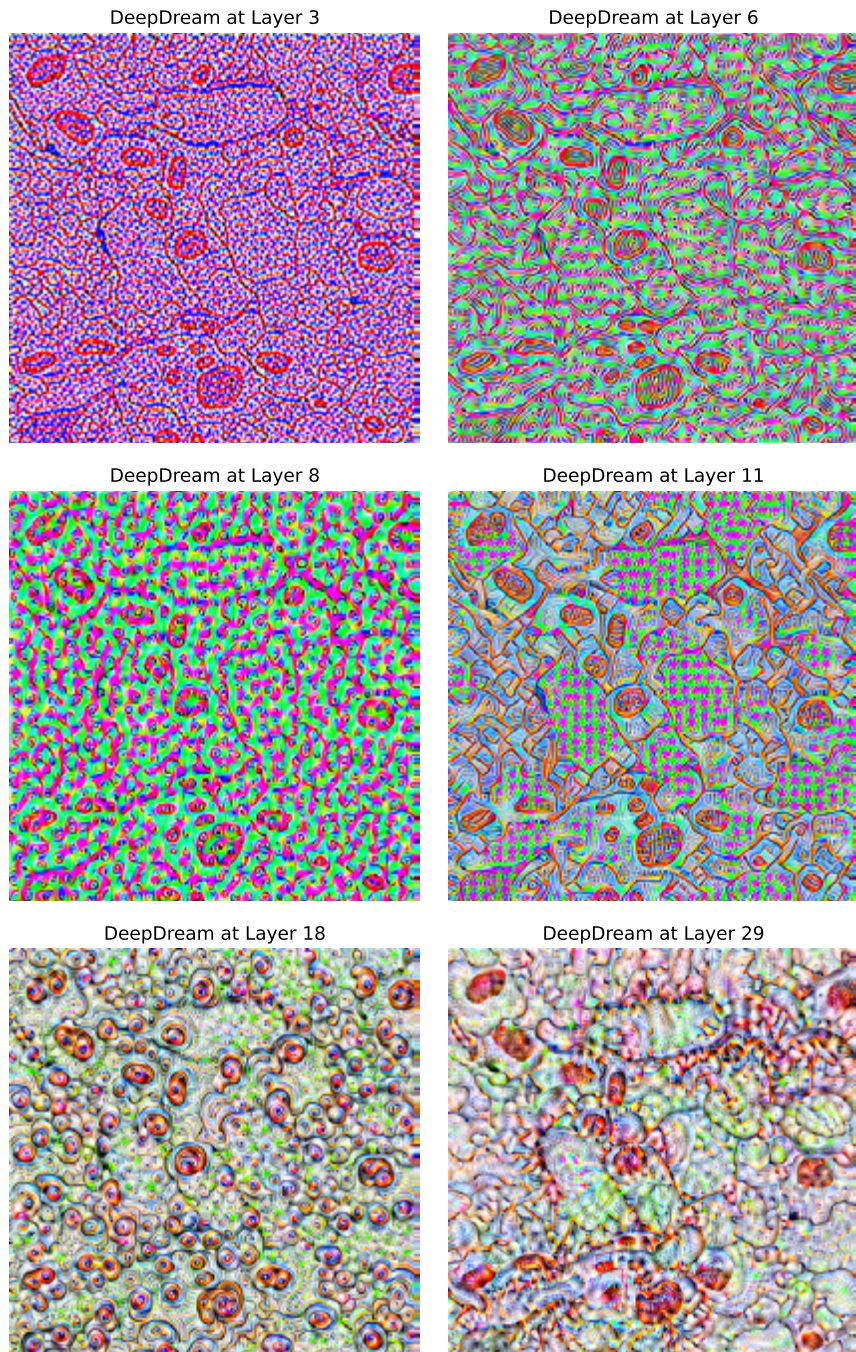 DeepDream at Layer 3
DeepDream at Layer 6
DeepDream at Layer 8
DeepDream at Layer 11
DeepDream at Layer 18
DeepDream at Layer 29